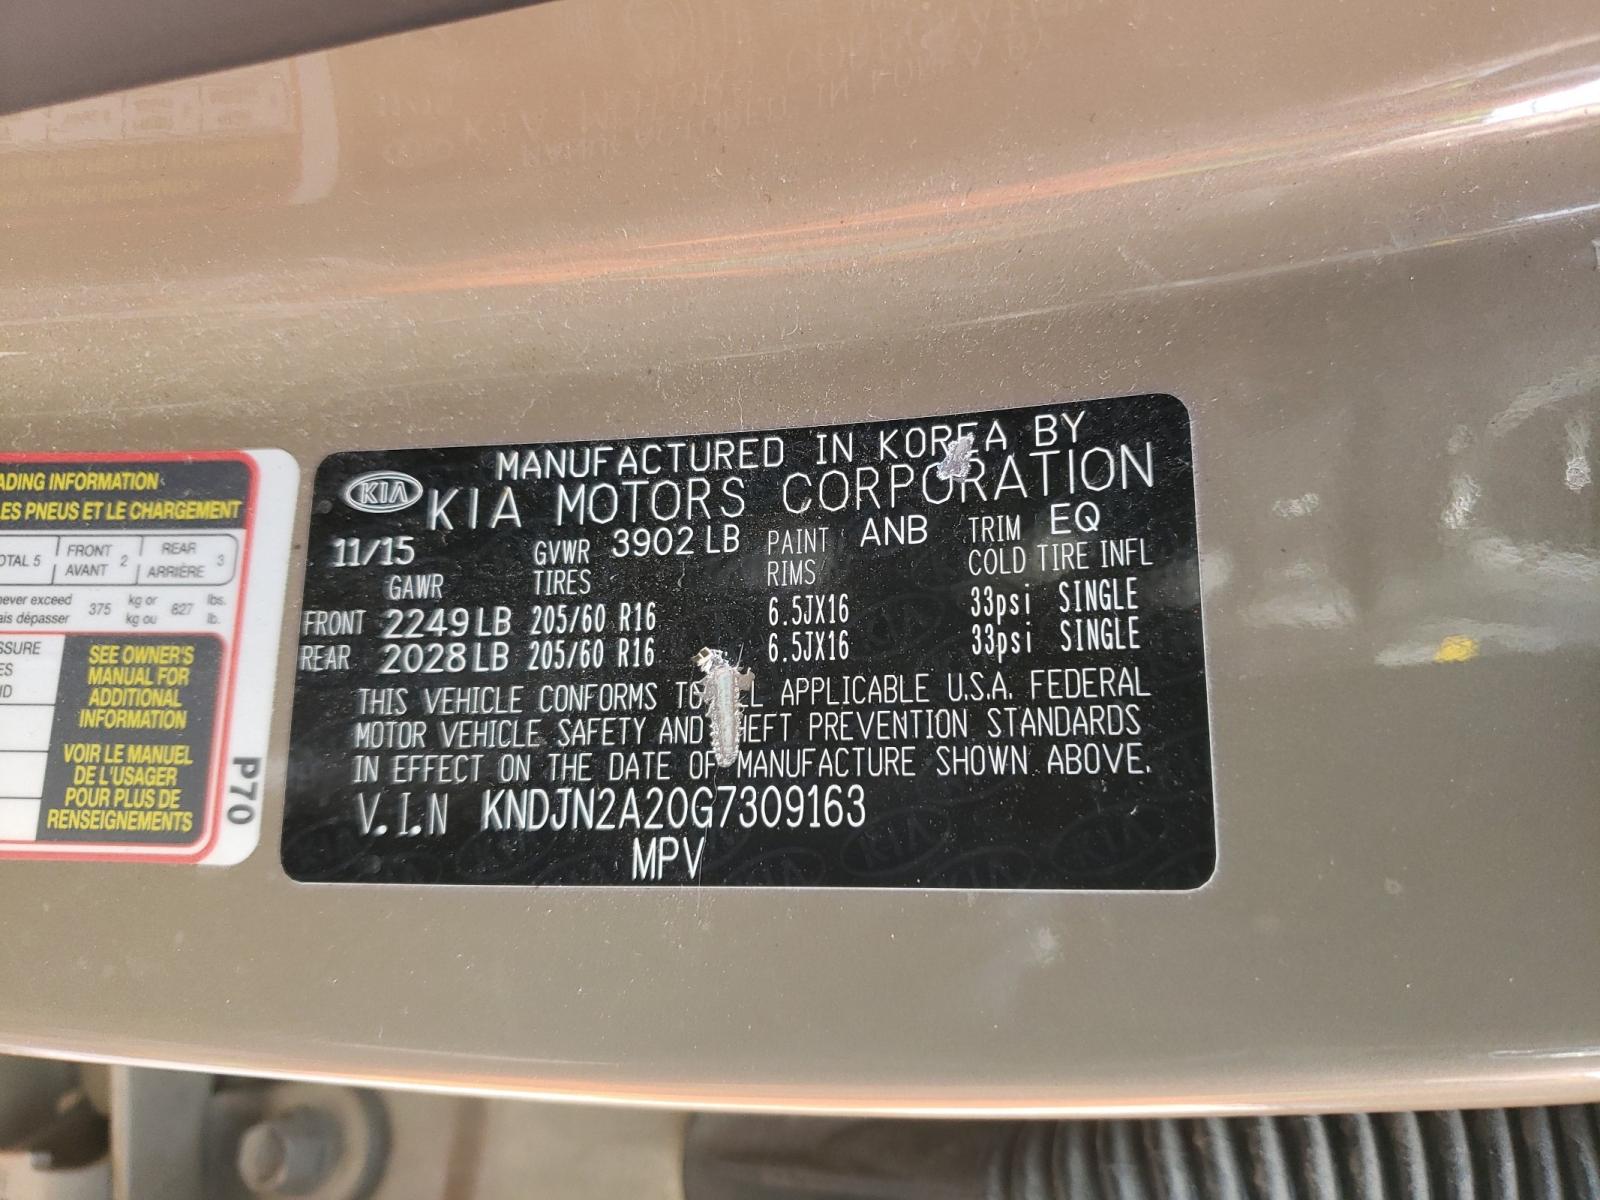 MANUFACTURED IN KOREA BY
KIA KIA MOTORS CORPORATION
11/15 GVWR 3902 LB PAINT ANB TRIM EQ
GAWR TIRES RIMS COLD TIRE INFL
FRONT 2249 LB 205/60 R16 6.5JX16 33psi SINGLE
REAR 2028 LB 205/60 R16 6.5JX16 33psi SINGLE
THIS VEHICLE CONFORMS TO APPLICABLE U.S.A. FEDERAL
MOTOR VEHICLE SAFETY AND THEFT PREVENTION STANDARDS
IN EFFECT ON THE DATE OF MANUFACTURE SHOWN ABOVE.
V.I.N KNDJN2A20G7309163
MPV
ADING INFORMATION
LES PNEUS ET LE CHARGEMENT
OTAL 5 FRONT AVANT 2 REAR ARRIÈRE 3
never exceed 375 kg or 827 lbs.
ais dépasser kg ou lb.
SSURE
ES
ID
SEE OWNER'S
MANUAL FOR
ADDITIONAL
INFORMATION
VOIR LE MANUEL
DE L'USAGER
POUR PLUS DE
RENSEIGNEMENTS
P70